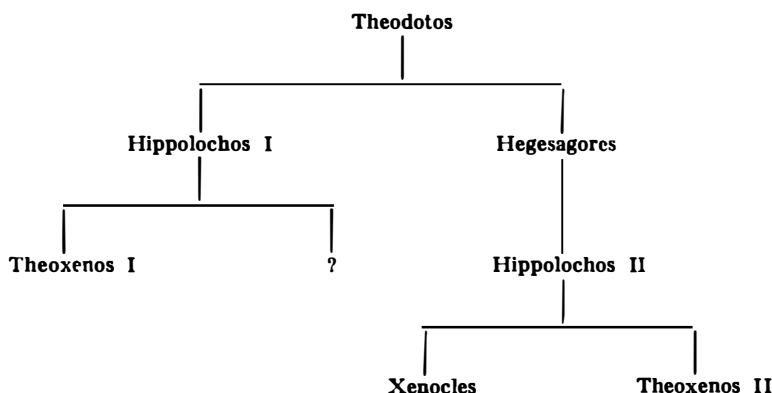 Theodotos
Hippolochos I Hegesagores
Theoxenos I ? Hippolochos II
Xenocles Theoxenos II